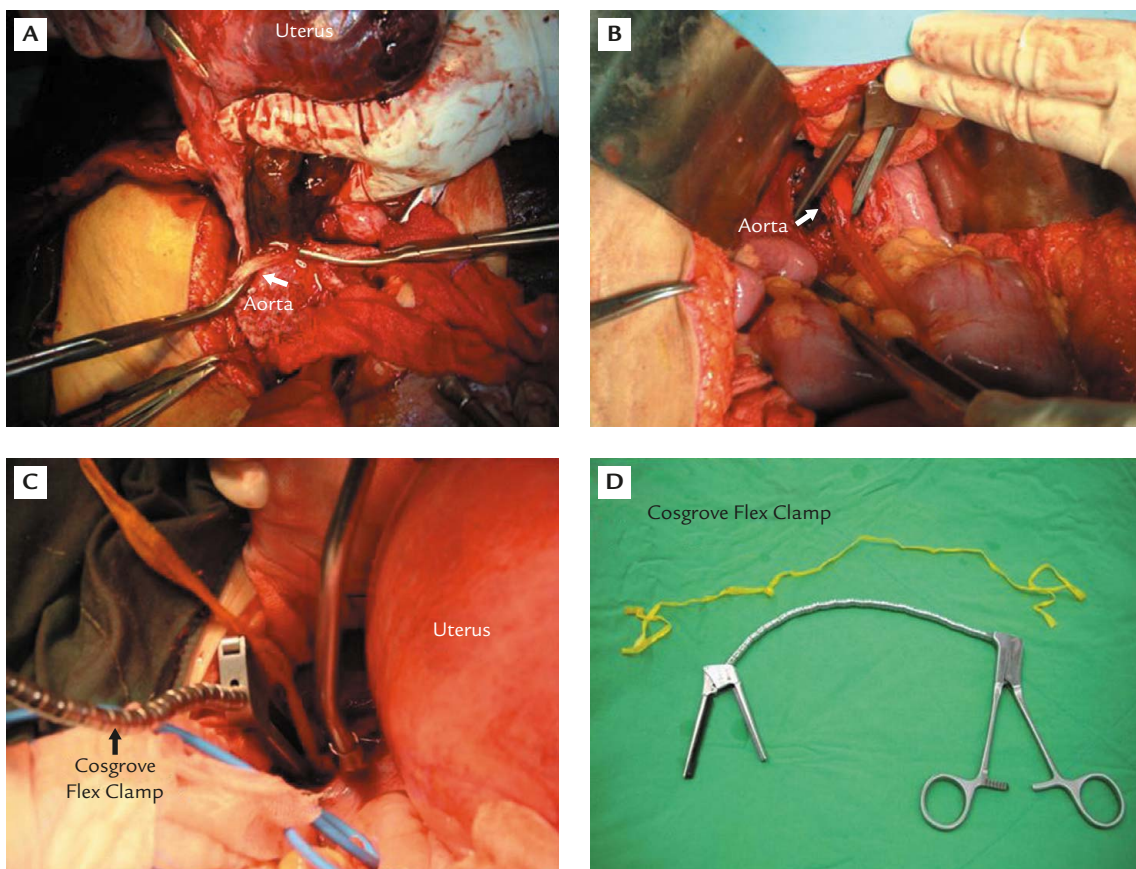 A
Uterus
Aorta
B
Aorta
C
Uterus
Cosgrove
Flex Clamp
D
Cosgrove Flex Clamp